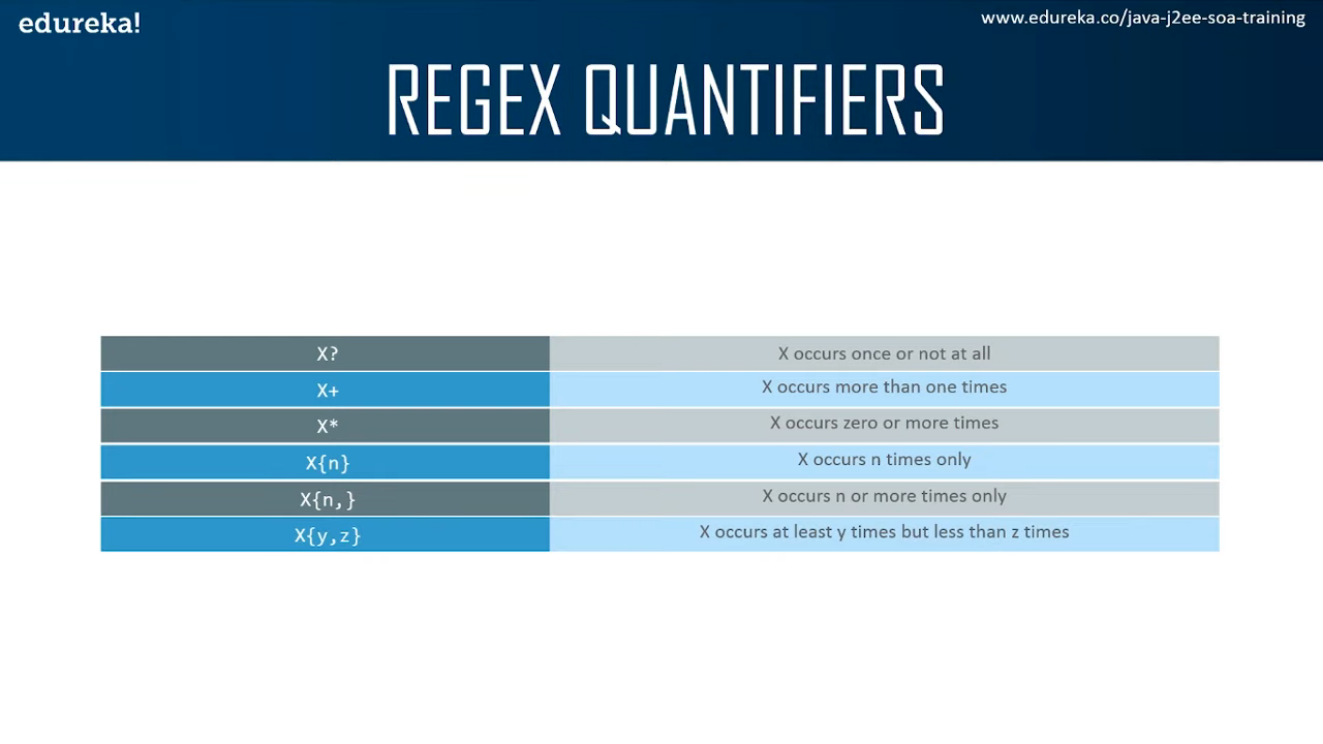 edureka!
www.edureka.co/java-j2ee-soa-training
REGEX QUANTIFIERS
X? X occurs once or not at all
X+ X occurs more than one times
X* X occurs zero or more times
X{n} X occurs n times only
X{n,} X occurs n or more times only
X{y,z} X occurs at least y times but less than z times